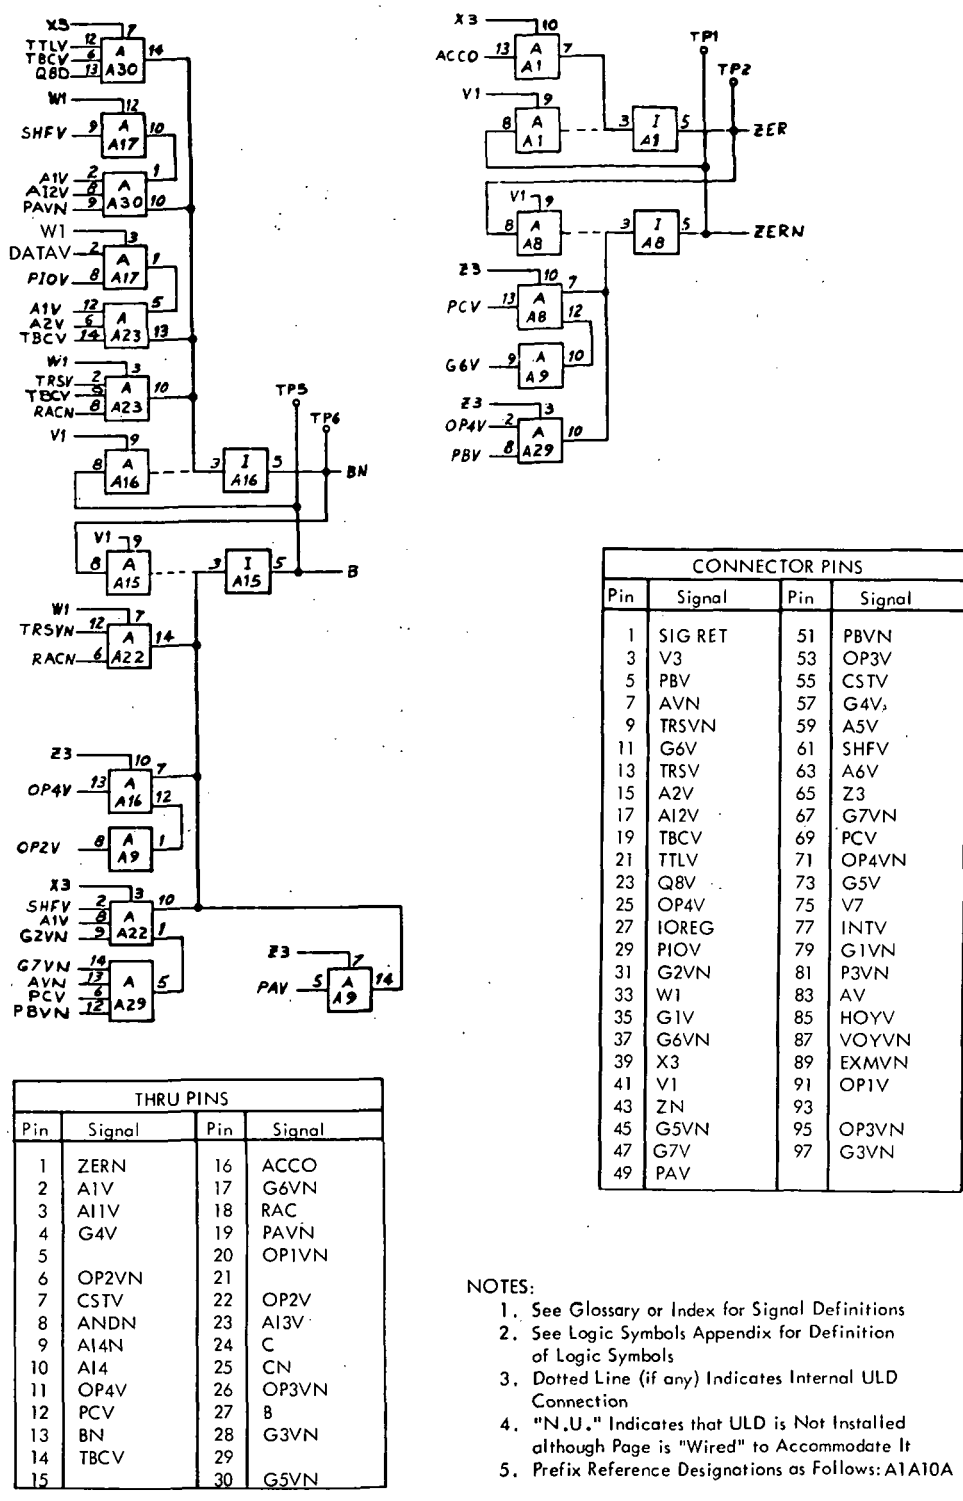 X3 7
TTLV 12
TBCV 6 A 14
Q8D 13 A30
W1 12
SHFV 9 A 10
A17
A1V 2 1
AI2V 8 A
PAVN 9 A30 10
W1 3
DATAV 2 A 1
PIOV 8 A17
A1V 12 5
A2V 6 A
TBCV 14 A23 13
W1 3
TRSV 2 A 10
TBCV
RACN 8 A23
V1 9
8 A 3 I 5 BN
A16 A16
TP5
TP6
V1 9
8 A 3 I 5 B
A15 A15
W1 7
TRSVN 12 A 14
RACN 6 A22
Z3 10
OP4V 13 A 7
A16 12
OP2V 8 A 1
A9
X3 3
SHFV 2 10
A1V 8 A
G2VN 9 A22 1
G7VN 14
AVN 13 A 5
PCV 6
PBVN 12 A29
Z3 7
PAV 5 A 14
A9
X3 10
ACCO 13 A 7
A1
TP1
TP2
V1 9
8 A 3 I 5 ZER
A1 A1
V1 9
8 A 3 I 5 ZERN
A8 A8
Z3 10
PCV 13 A 7
A8 12
G6V 9 A 10
A9
Z3 3
OP4V 2 A 10
PBV 8 A29
CONNECTOR PINS
Pin Signal Pin Signal
1 SIG RET 51 PBVN
3 V3 53 OP3V
5 PBV 55 CSTV
7 AVN 57 G4V
9 TRSVN 59 A5V
11 G6V 61 SHFV
13 TRSV 63 A6V
15 A2V 65 Z3
17 AI2V 67 G7VN
19 TBCV 69 PCV
21 TTLV 71 OP4VN
23 Q8V 73 G5V
25 OP4V 75 V7
27 IOREG 77 INTV
29 PIOV 79 G1VN
31 G2VN 81 P3VN
33 W1 83 AV
35 G1V 85 HOYV
37 G6VN 87 VOYVN
39 X3 89 EXMVN
41 V1 91 OP1V
43 ZN 93
45 G5VN 95 OP3VN
47 G7V 97 G3VN
49 PAV
THRU PINS
Pin Signal Pin Signal
1 ZERN 16 ACCO
2 A1V 17 G6VN
3 AI1V 18 RAC
4 G4V 19 PAVN
5 20 OP1VN
6 OP2VN 21
7 CSTV 22 OP2V
8 ANDN 23 AI3V
9 AI4N 24 C
10 AI4 25 CN
11 OP4V 26 OP3VN
12 PCV 27 B
13 BN 28 G3VN
14 TBCV 29
15 30 G5VN
NOTES:
1. See Glossary or Index for Signal Definitions
2. See Logic Symbols Appendix for Definition
of Logic Symbols
3. Dotted Line (if any) Indicates Internal ULD
Connection
4. "N.U." Indicates that ULD is Not Installed
although Page is "Wired" to Accommodate It
5. Prefix Reference Designations as Follows: A1A10A